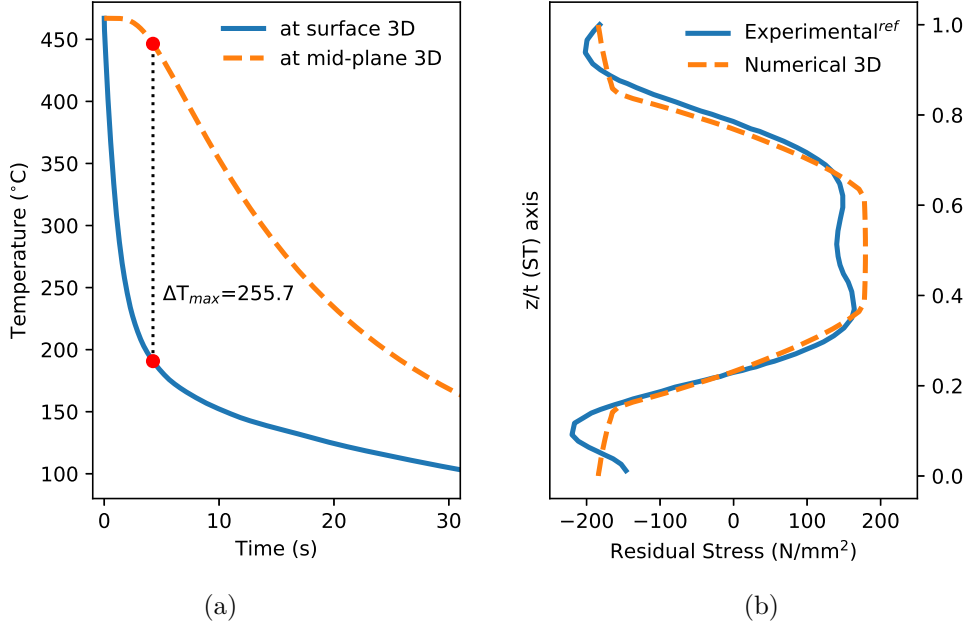 at surface 3D
at mid-plane 3D
450
400
350
300
250
200
150
100
Temperature (°C)
ΔTmax=255.7
0
10
20
30
Time (s)
(a)
Experimental^ref
Numerical 3D
1.0
0.8
0.6
0.4
0.2
0.0
z/t (ST) axis
−200
−100
0
100
200
Residual Stress (N/mm²)
(b)